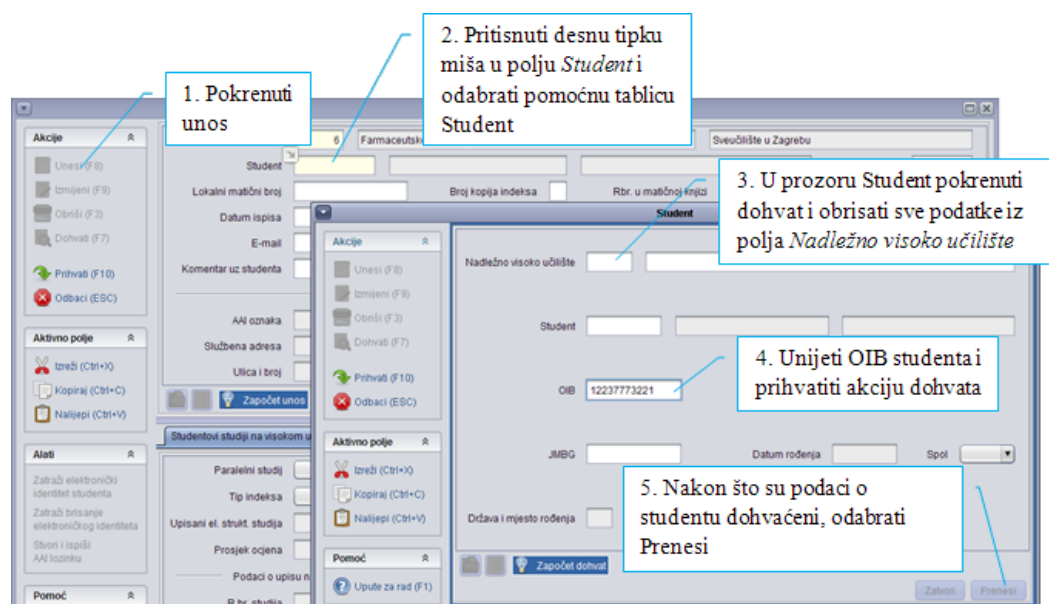 2. Pritisnuti desnu tipku
miša u polju Student i
odabrati pomoćnu tablicu
Student
1. Pokrenuti
unos
3. U prozoru Student pokrenuti
dohvat i obrisati sve podatke iz
polja Nadležno visoko učilište
4. Unijeti OIB studenta i
prihvatiti akciju dohvata
5. Nakon što su podaci o
studentu dohvaćeni, odabrati
Prenesi
Akcije
Unesi (F8)
Izmijeni (F9)
Obriši (F3)
Dohvati (F7)
Prihvati (F10)
Odbaci (ESC)
Aktivno polje
Izreži (Ctrl+X)
Kopiraj (Ctrl+C)
Nalijepi (Ctrl+V)
Alati
Zatraži elektronički
identitet studenta
Zatraži brisanje
elektroničkog identiteta
Stvori i ispiši
AAI lozinku
Pomoć
6
Sveučilište u Zagrebu
Student
Lokalni matični broj
Broj kopija indeksa
Rbr. u matičnoj knjizi
Datum ispisa
E-mail
Komentar uz studenta
AAI oznaka
Službena adresa
Ulica i broj
Započet unos
Studentovi studiji na visokom
Paralelni studij
Tip indeksa
Upisani el. strukt. studija
Prosjek ocjena
Podaci o upisu
R.br. studija
Student
Akcije
Unesi (F8)
Izmijeni (F9)
Obriši (F3)
Dohvati (F7)
Prihvati (F10)
Odbaci (ESC)
Aktivno polje
Izreži (Ctrl+X)
Kopiraj (Ctrl+C)
Nalijepi (Ctrl+V)
Pomoć
Upute za rad (F1)
Nadležno visoko učilište
Student
OIB 12237773221
JMBG
Datum rođenja
Spol
Država i mjesto rođenja
Započet dohvat
Zatvori
Prenesi